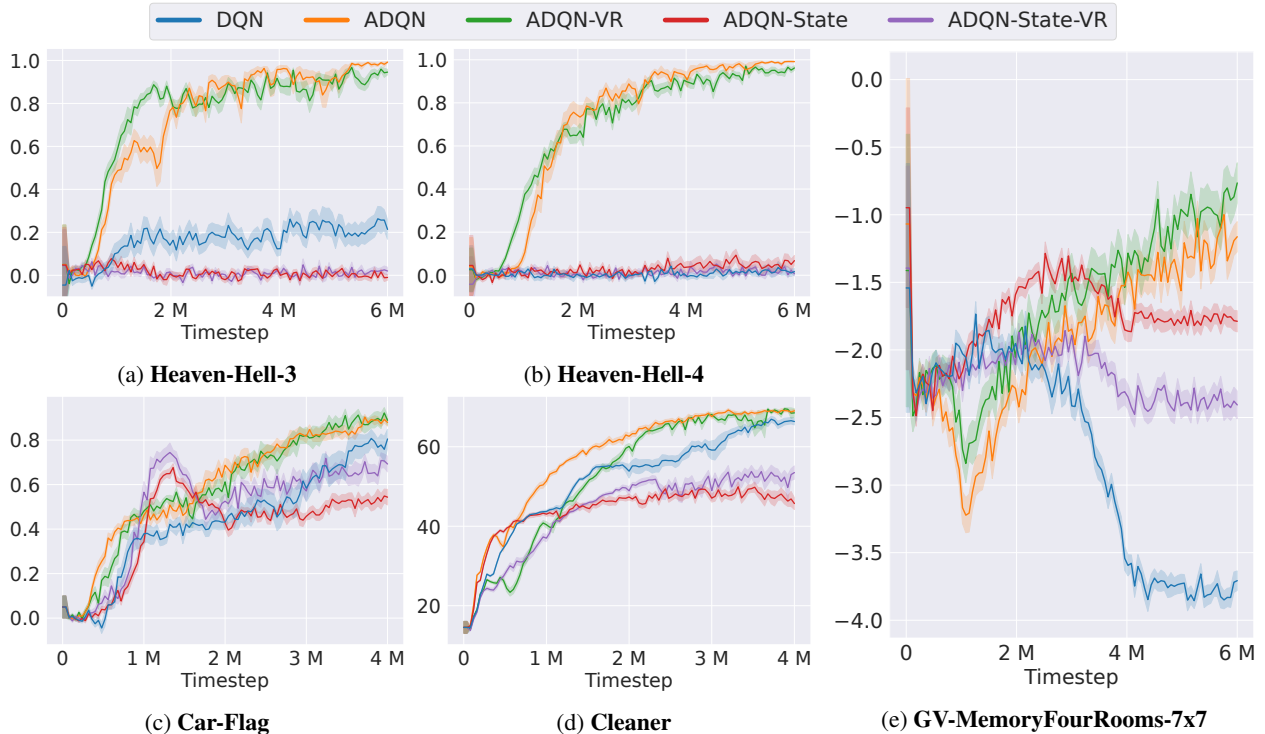 DQN ADQN ADQN-VR ADQN-State ADQN-State-VR
1.0
0.8
0.6
0.4
0.2
0.0
0 2 M 4 M 6 M
Timestep
(a) Heaven-Hell-3
1.0
0.8
0.6
0.4
0.2
0.0
0 2 M 4 M 6 M
Timestep
(b) Heaven-Hell-4
0.8
0.6
0.4
0.2
0.0
0 1 M 2 M 3 M 4 M
Timestep
(c) Car-Flag
60
40
20
0 1 M 2 M 3 M 4 M
Timestep
(d) Cleaner
0.0
−0.5
−1.0
−1.5
−2.0
−2.5
−3.0
−3.5
−4.0
0 2 M 4 M 6 M
Timestep
(e) GV-MemoryFourRooms-7x7